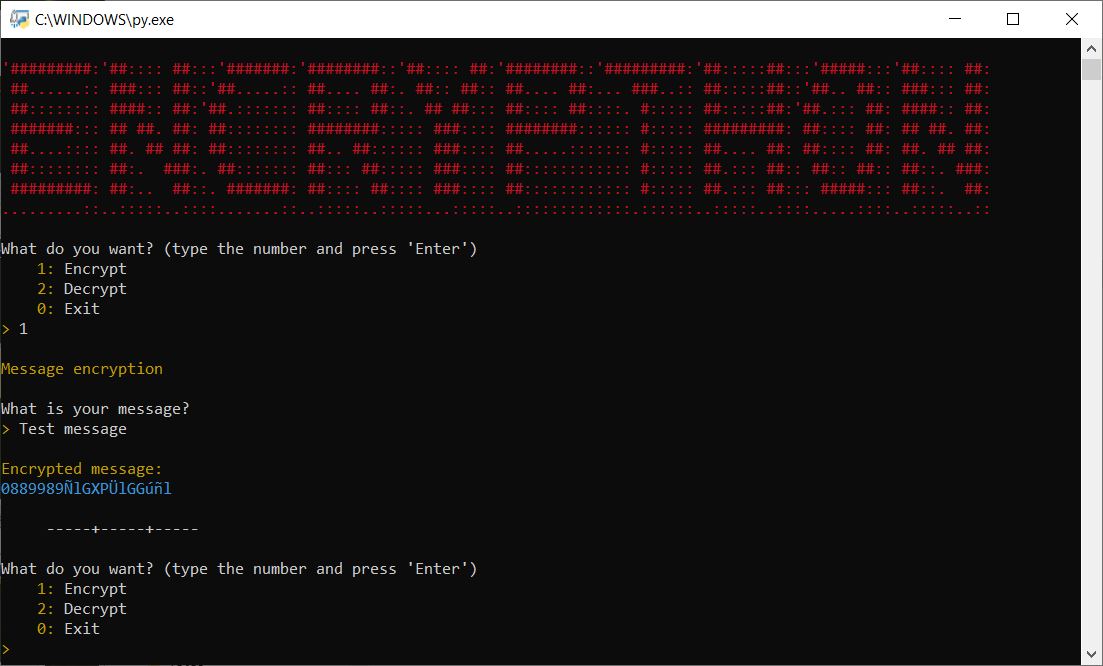 C:\WINDOWS\py.exe
ENCRYPTHON
What do you want? (type the number and press 'Enter')
1: Encrypt
2: Decrypt
0: Exit
> 1
Message encryption
What is your message?
> Test message
Encrypted message:
0889989ÑlGXPÜlGGúñl
-----+-----+-----
What do you want? (type the number and press 'Enter')
1: Encrypt
2: Decrypt
0: Exit
>